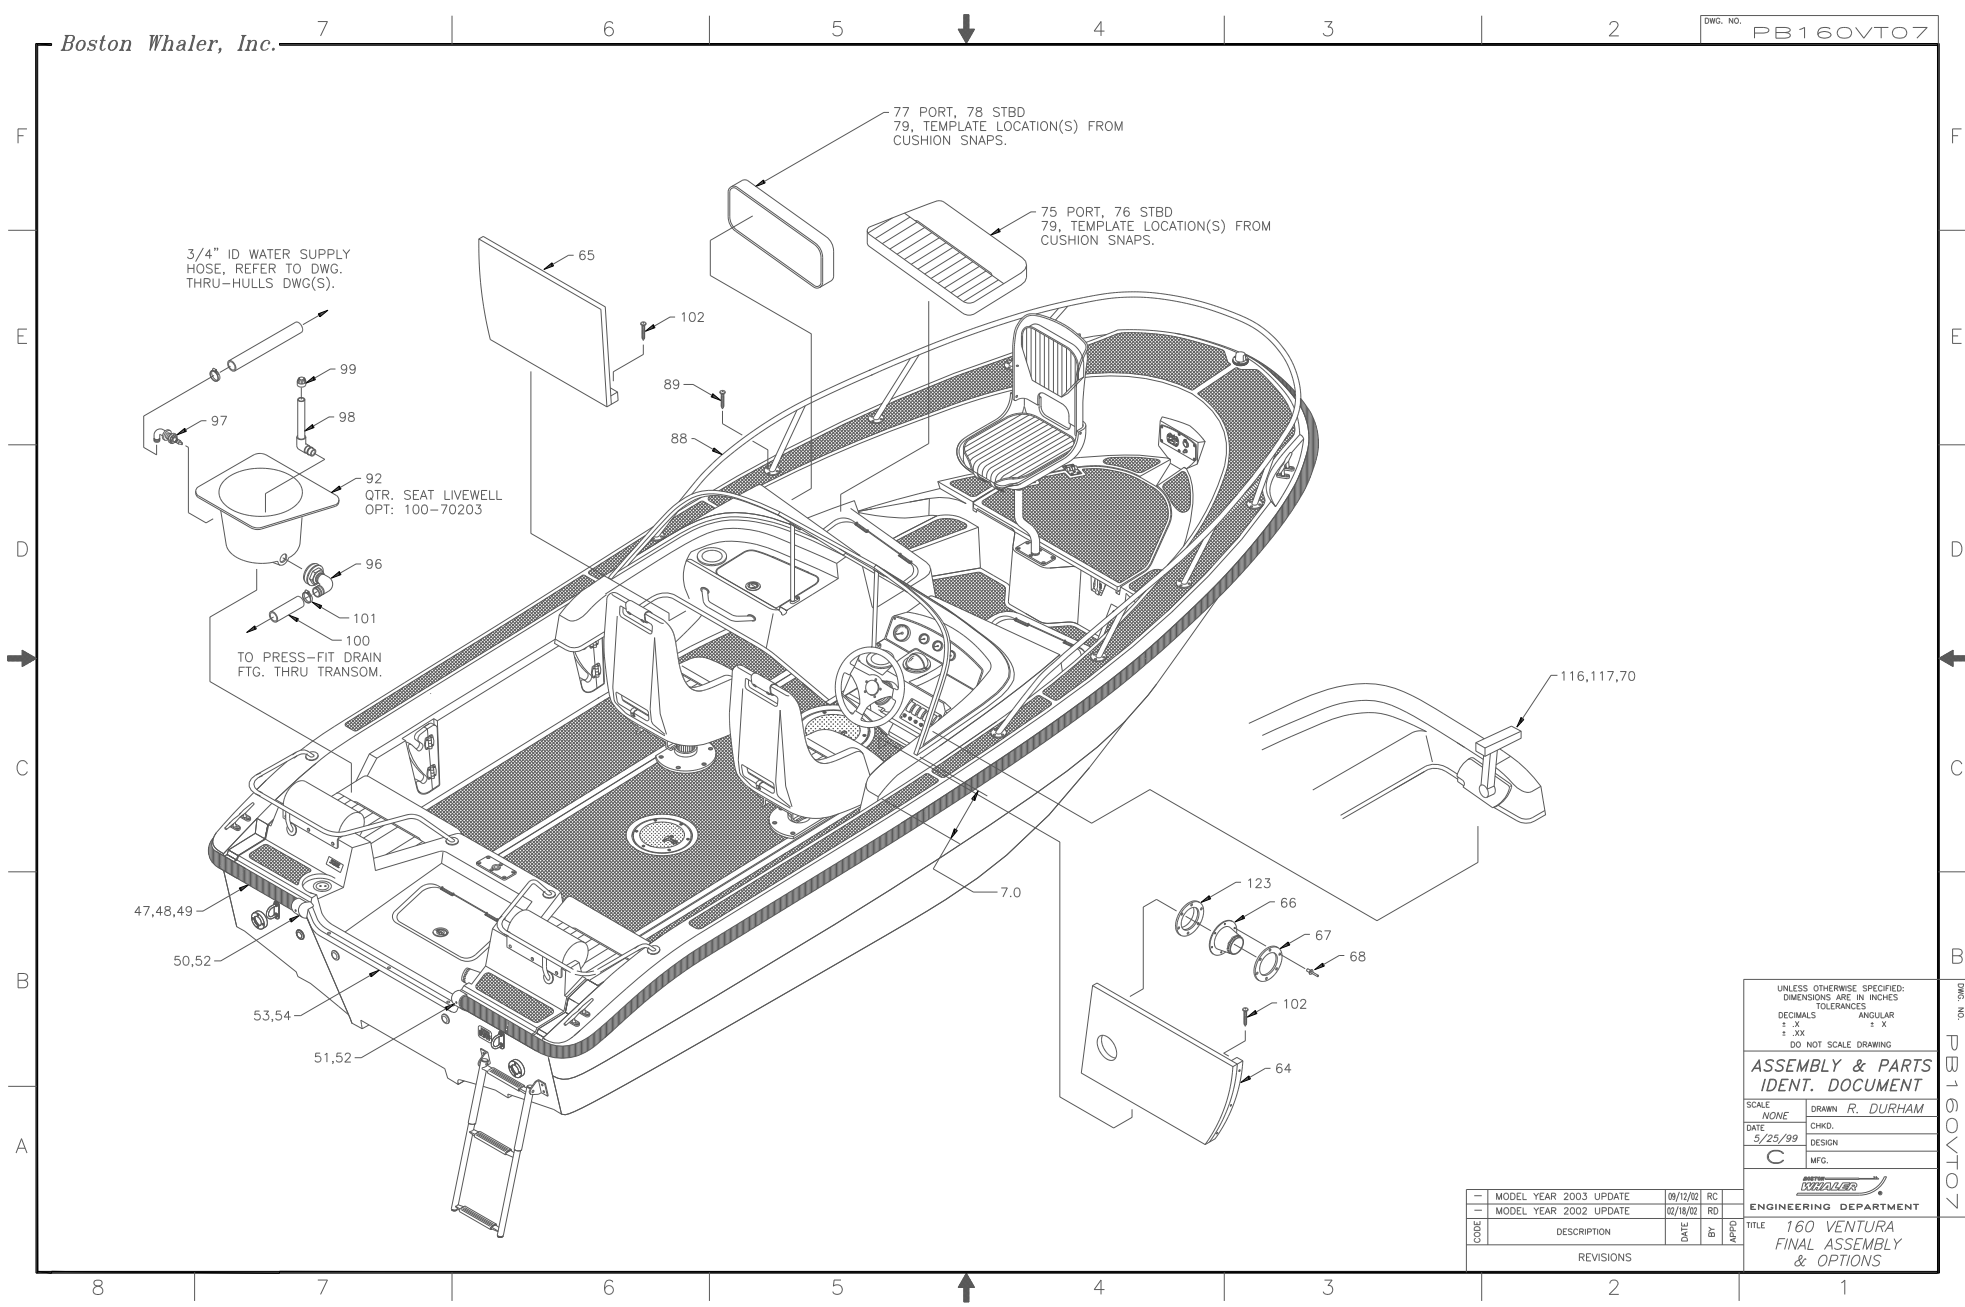 7
6
5
4
3
2
DWG. NO.
PB160VT07
Boston Whaler, Inc.
F
F
77 PORT, 78 STBD
79, TEMPLATE LOCATION(S) FROM
CUSHION SNAPS.
75 PORT, 76 STBD
79, TEMPLATE LOCATION(S) FROM
CUSHION SNAPS.
3/4" ID WATER SUPPLY
HOSE, REFER TO DWG.
THRU-HULLS DWG(S).
65
102
E
E
99
89
97
98
88
92
QTR. SEAT LIVEWELL
OPT: 100-70203
D
D
96
101
100
TO PRESS-FIT DRAIN
FTG. THRU TRANSOM.
116,117,70
C
C
7.0
123
66
67
68
47,48,49
50,52
53,54
51,52
102
64
B
B
A
UNLESS OTHERWISE SPECIFIED:
DIMENSIONS ARE IN INCHES
TOLERANCES
DECIMALS ANGULAR
± .X ± X
± .XX
DO NOT SCALE DRAWING
DWG. NO. PB160VT07
ASSEMBLY & PARTS
IDENT. DOCUMENT
SCALE
NONE
DRAWN R. DURHAM
DATE
5/25/99
CHKD.
DESIGN
C
MFG.
BOSTON
WHALER
ENGINEERING DEPARTMENT
TITLE 160 VENTURA
FINAL ASSEMBLY
& OPTIONS
— MODEL YEAR 2003 UPDATE 09/12/02 RC
— MODEL YEAR 2002 UPDATE 02/18/02 RD
CODE DESCRIPTION DATE BY APPD
REVISIONS
8
7
6
5
4
3
2
1